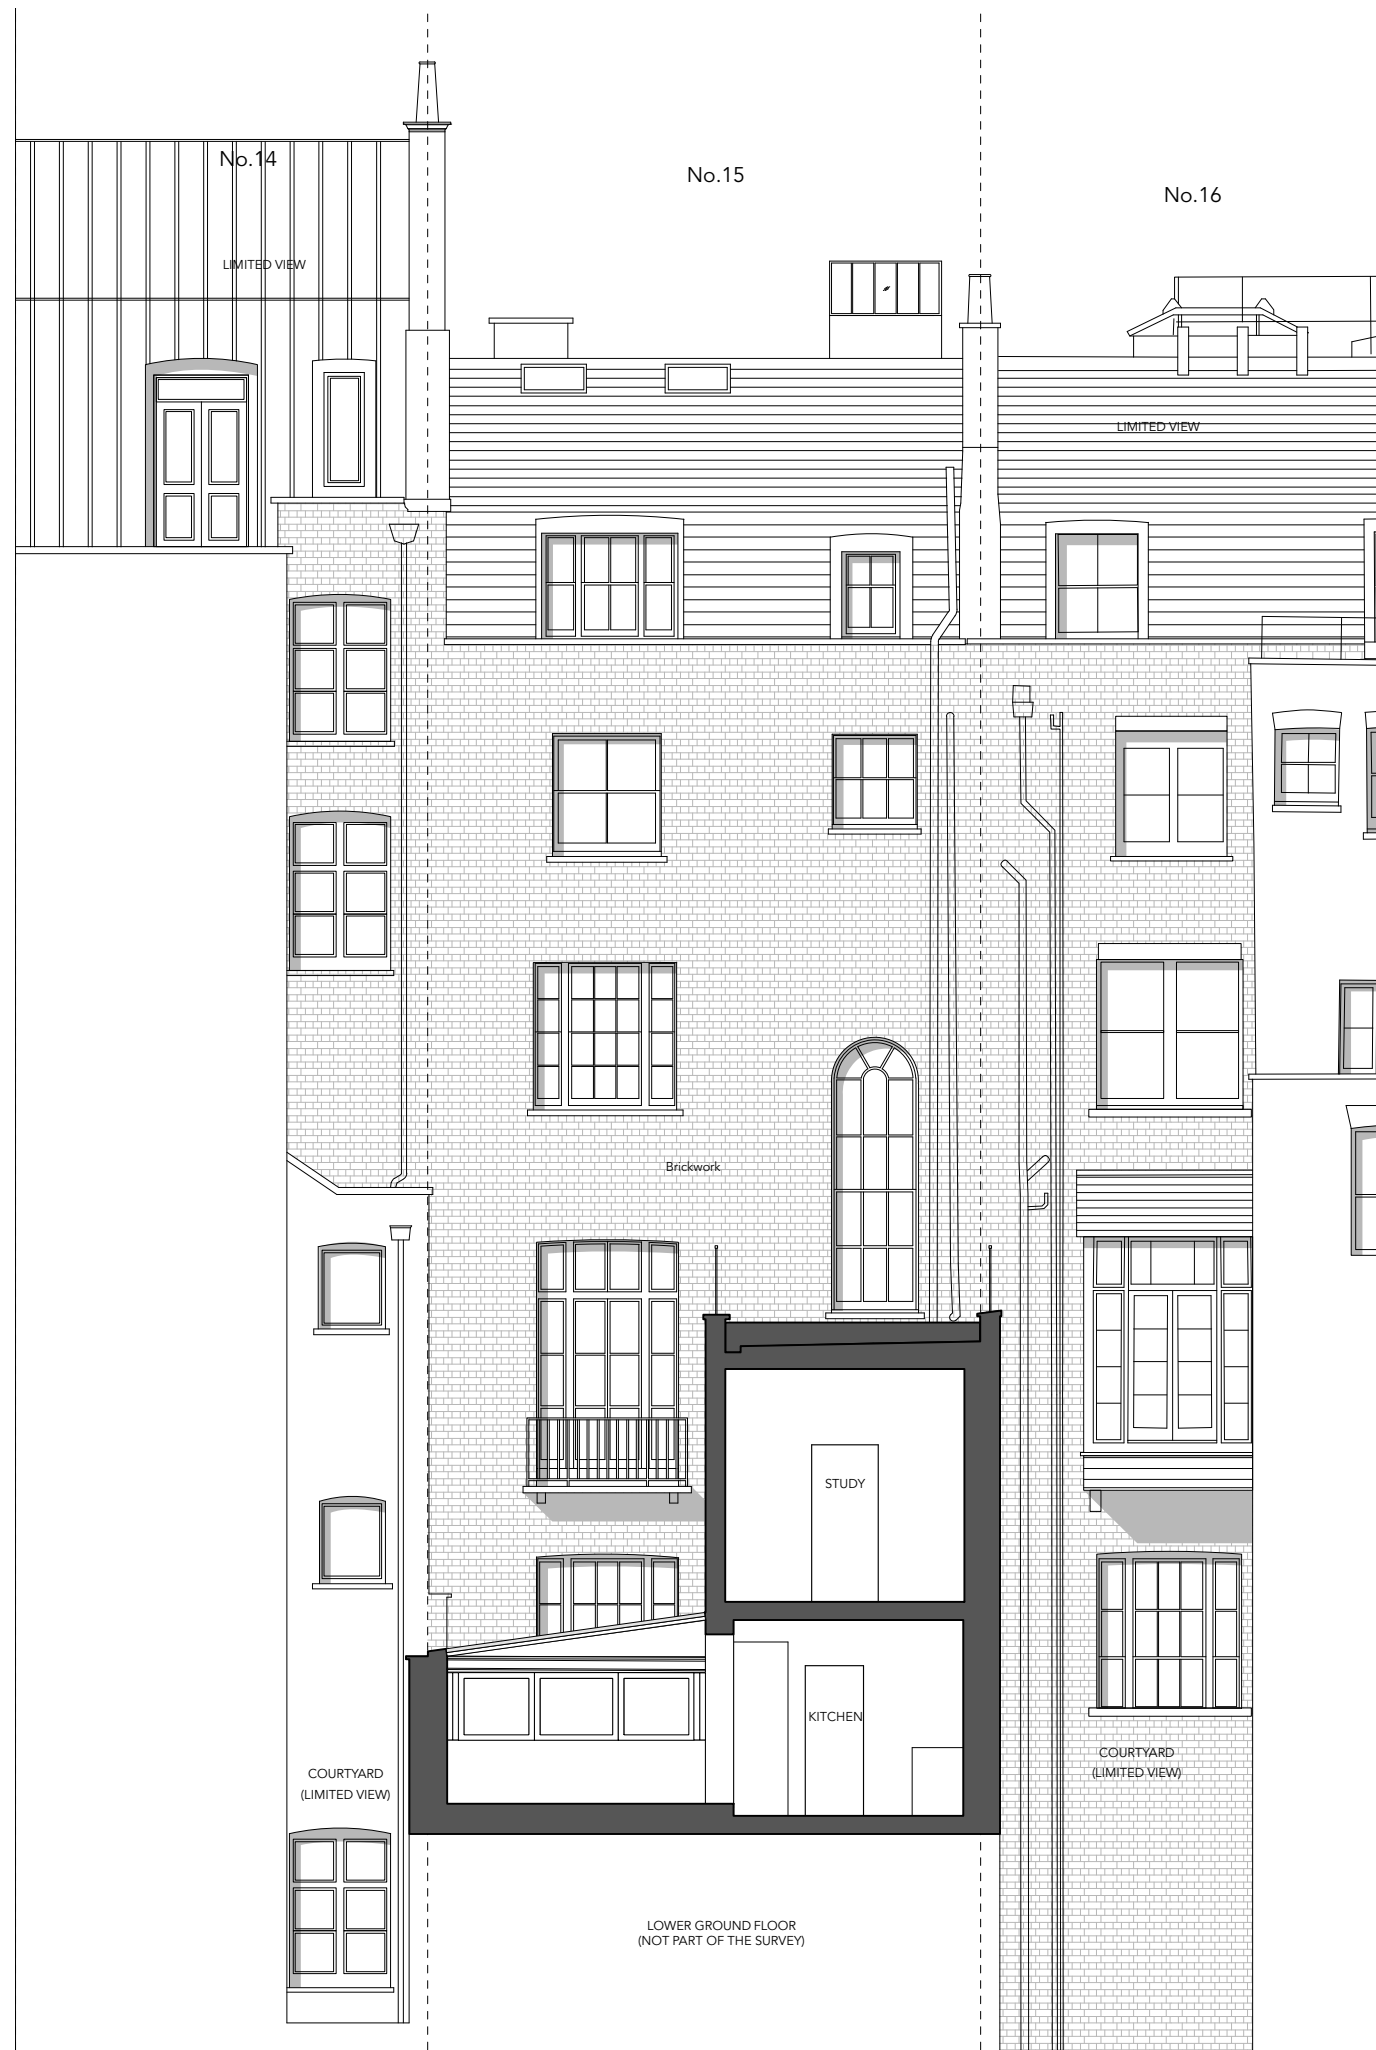 No.14
No.15
No.16
LIMITED VIEW
LIMITED VIEW
Brickwork
STUDY
KITCHEN
COURTYARD
(LIMITED VIEW)
COURTYARD
(LIMITED VIEW)
LOWER GROUND FLOOR
(NOT PART OF THE SURVEY)